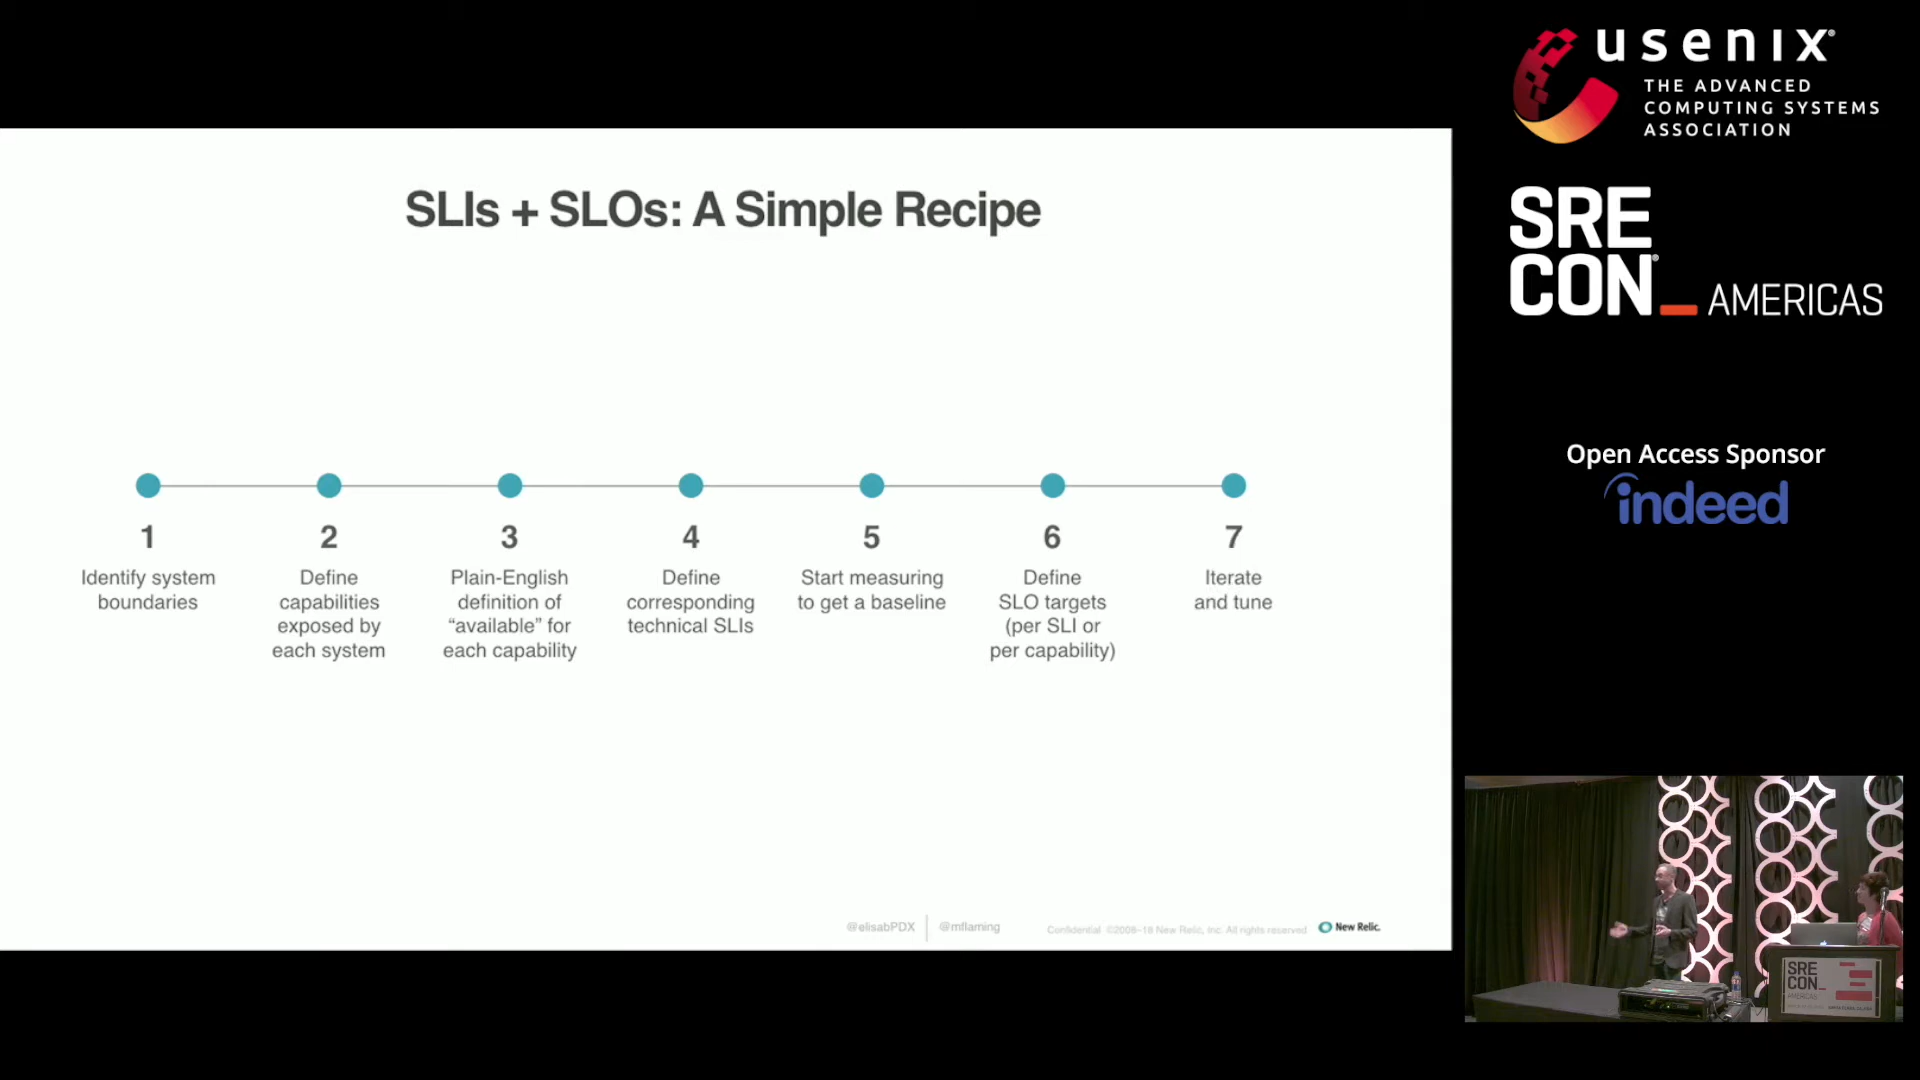 SLIs + SLOs: A Simple Recipe
1
Identify system
boundaries
2
Define
capabilities
exposed by
each system
3
Plain-English
definition of
“available” for
each capability
4
Define
corresponding
technical SLIs
5
Start measuring
to get a baseline
6
Define
SLO targets
(per SLI or
per capability)
7
Iterate
and tune
@elisabPDX
@mflaming
Confidential ©2008–18 New Relic, Inc. All rights reserved
New Relic.
usenix®
THE ADVANCED
COMPUTING SYSTEMS
ASSOCIATION
SRE
CON®_AMERICAS
Open Access Sponsor
indeed
SRE
CON_
AMERICAS